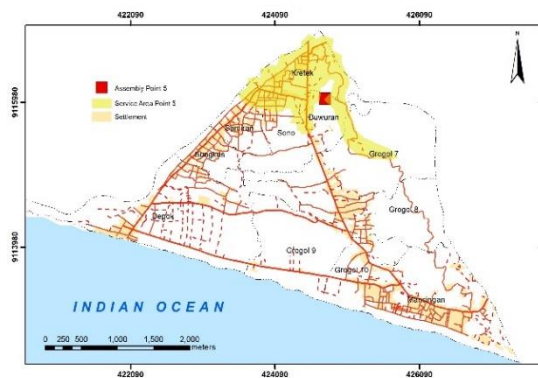 422090 424090 426090
Kretek
Assembly Point 5
Service Area Point 5
Settlement
9115980
Duwuran
Sono
Grogol 7
Grogol 8
Depok
Grogol 9
9113980
Grogol 10
Mancingan
INDIAN OCEAN
0 250 500 1,000 1,500 2,000
meters
422090 424090 426090